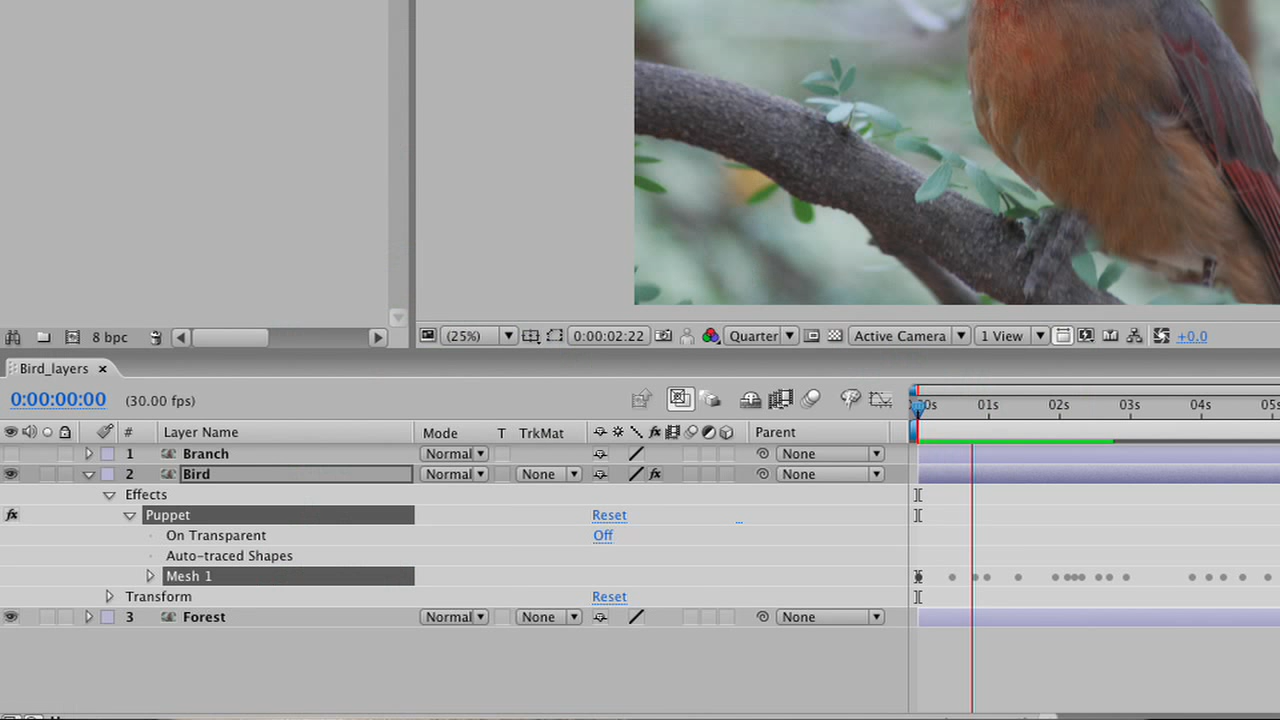 8 bpc (25%) 0:00:02:22 Quarter Active Camera 1 View +0.0
Bird_layers ×
0:00:00:00 (30.00 fps)
00s 01s 02s 03s 04s 05s
# Layer Name Mode T TrkMat fx Parent
1 Branch Normal None
2 Bird Normal None fx None
Effects
fx Puppet Reset
On Transparent Off
Auto-traced Shapes
Mesh 1
Transform Reset
3 Forest Normal None None